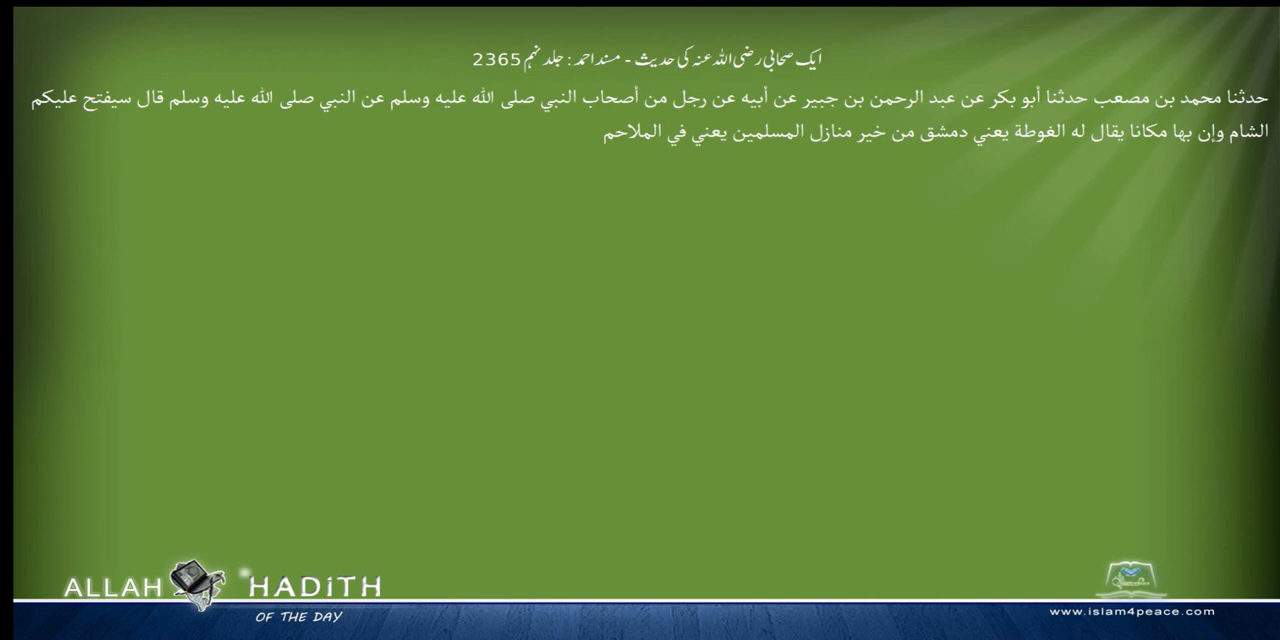 ایک صحابی رضی اللہ عنہ کی حدیث - مسند احمد : جلد نہم 2365
حدثنا محمد بن مصعب حدثنا أبو بكر عن عبد الرحمن بن جبير عن أبيه عن رجل من أصحاب النبي صلى الله عليه وسلم عن النبي صلى الله عليه وسلم قال سيفتح عليكم
الشام وإن بها مكانا يقال له الغوطة يعني دمشق من خير منازل المسلمين يعني في الملاحم
ALLAH HADITH
OF THE DAY
www.islam4peace.com